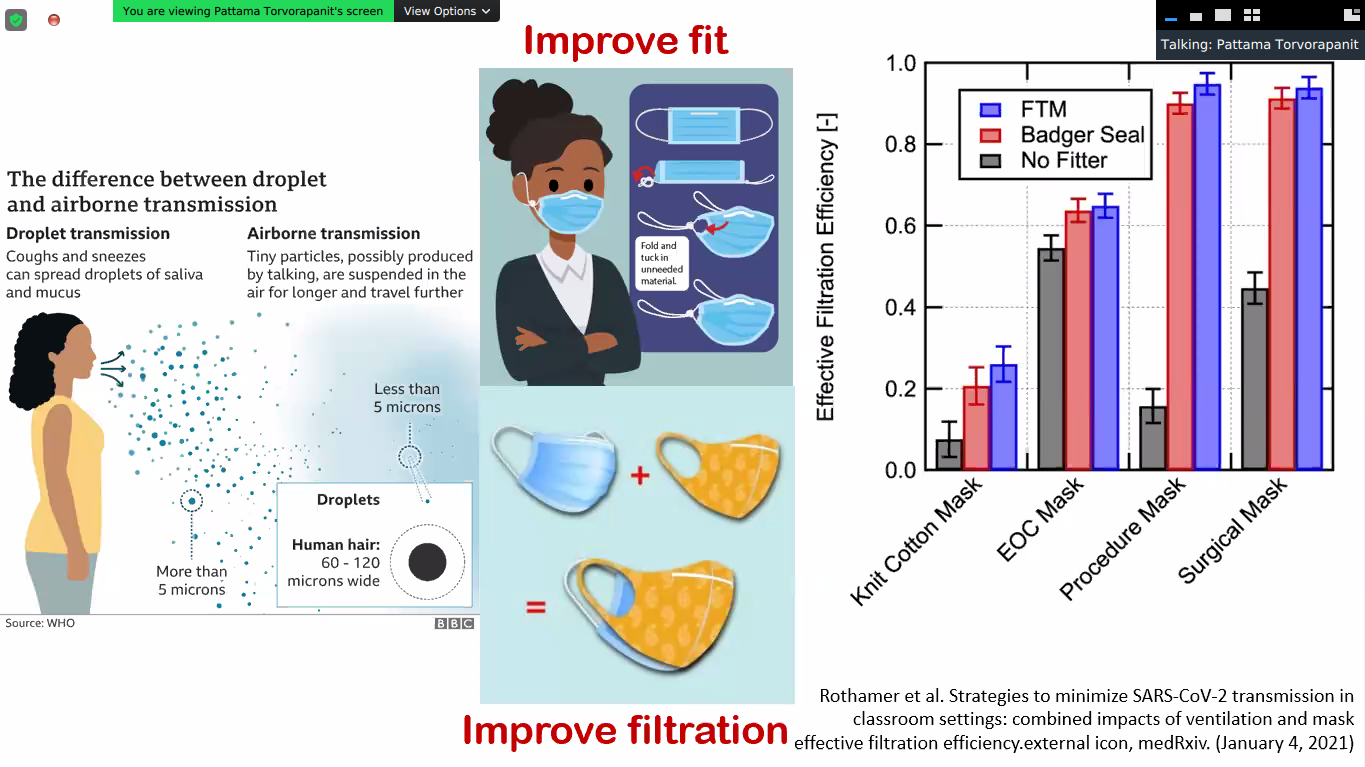 You are viewing Pattama Torvorapanit's screen
View Options
Talking: Pattama Torvorapanit
Improve fit
The difference between droplet
and airborne transmission
Droplet transmission
Coughs and sneezes
can spread droplets of saliva
and mucus
Airborne transmission
Tiny particles, possibly produced
by talking, are suspended in the
air for longer and travel further
Less than
5 microns
More than
5 microns
Droplets
Human hair:
60 - 120
microns wide
Source: WHO
BBC
Fold and
tuck in
unneeded
material.
+
=
Improve filtration
Effective Filtration Efficiency [-]
1.0
0.8
0.6
0.4
0.2
0.0
FTM
Badger Seal
No Fitter
Knit Cotton Mask
EOC Mask
Procedure Mask
Surgical Mask
Rothamer et al. Strategies to minimize SARS-CoV-2 transmission in
classroom settings: combined impacts of ventilation and mask
effective filtration efficiency.external icon, medRxiv. (January 4, 2021)